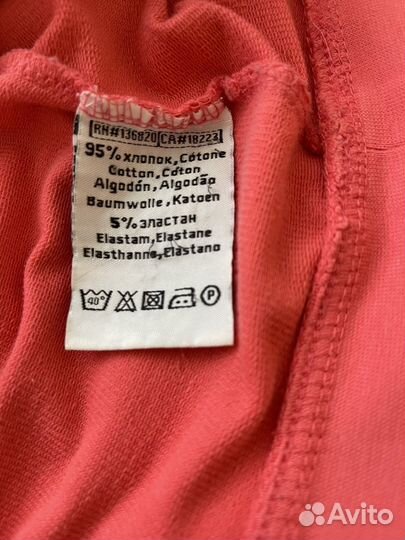 RN#136820 CA#18223
95% ХЛОПОК, Cotone
Cotton, Coton
Algodón, Algodão
Baumwolle, Katoen
5% ЭЛАСТАН
Elastam, Elastane
Elasthanne, Elastano
40° P
Avito